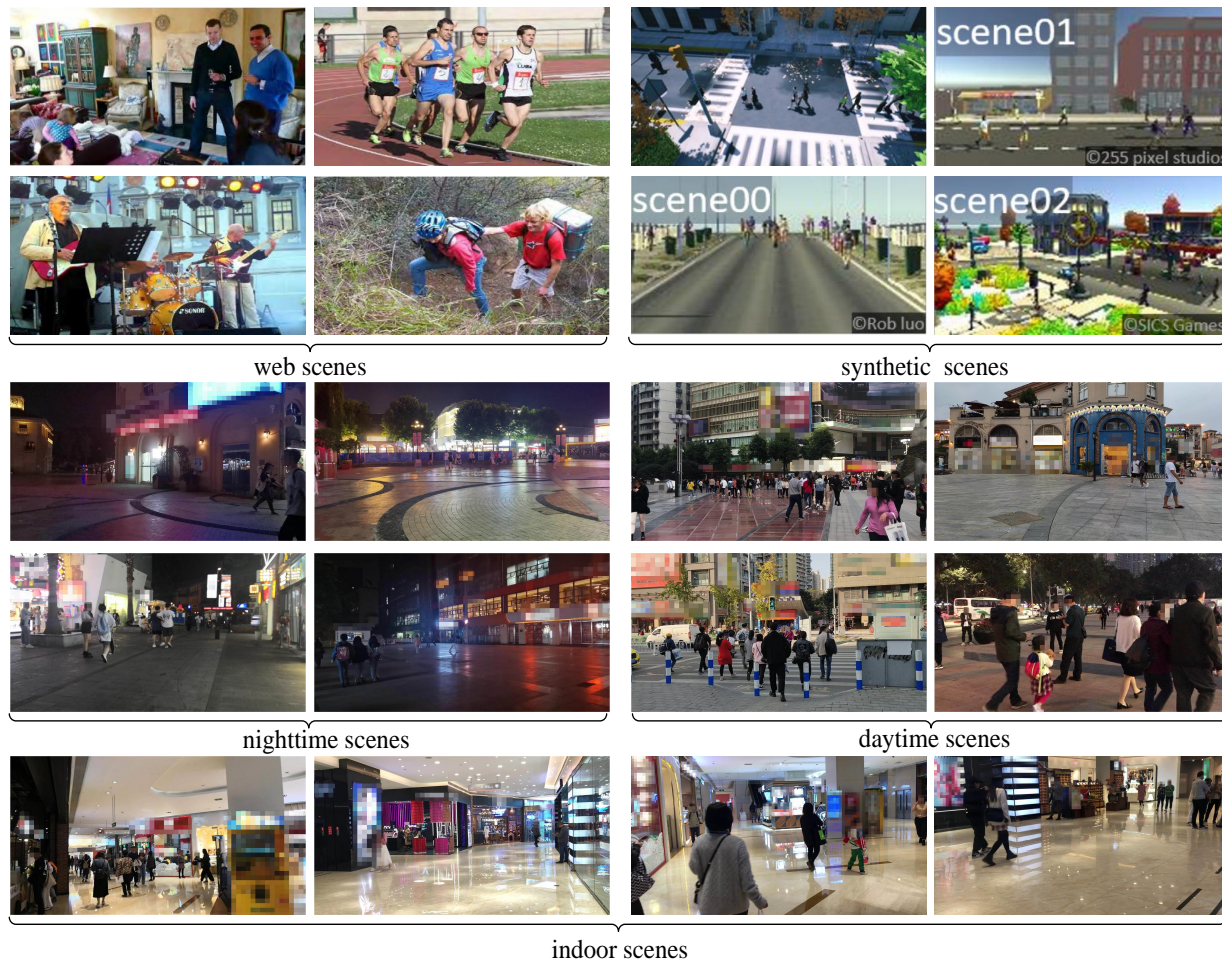 scene01
©255 pixel studios
SONOR
scene00
scene02
©Rob luo
©SICS Games
web scenes
synthetic scenes
nighttime scenes
daytime scenes
indoor scenes